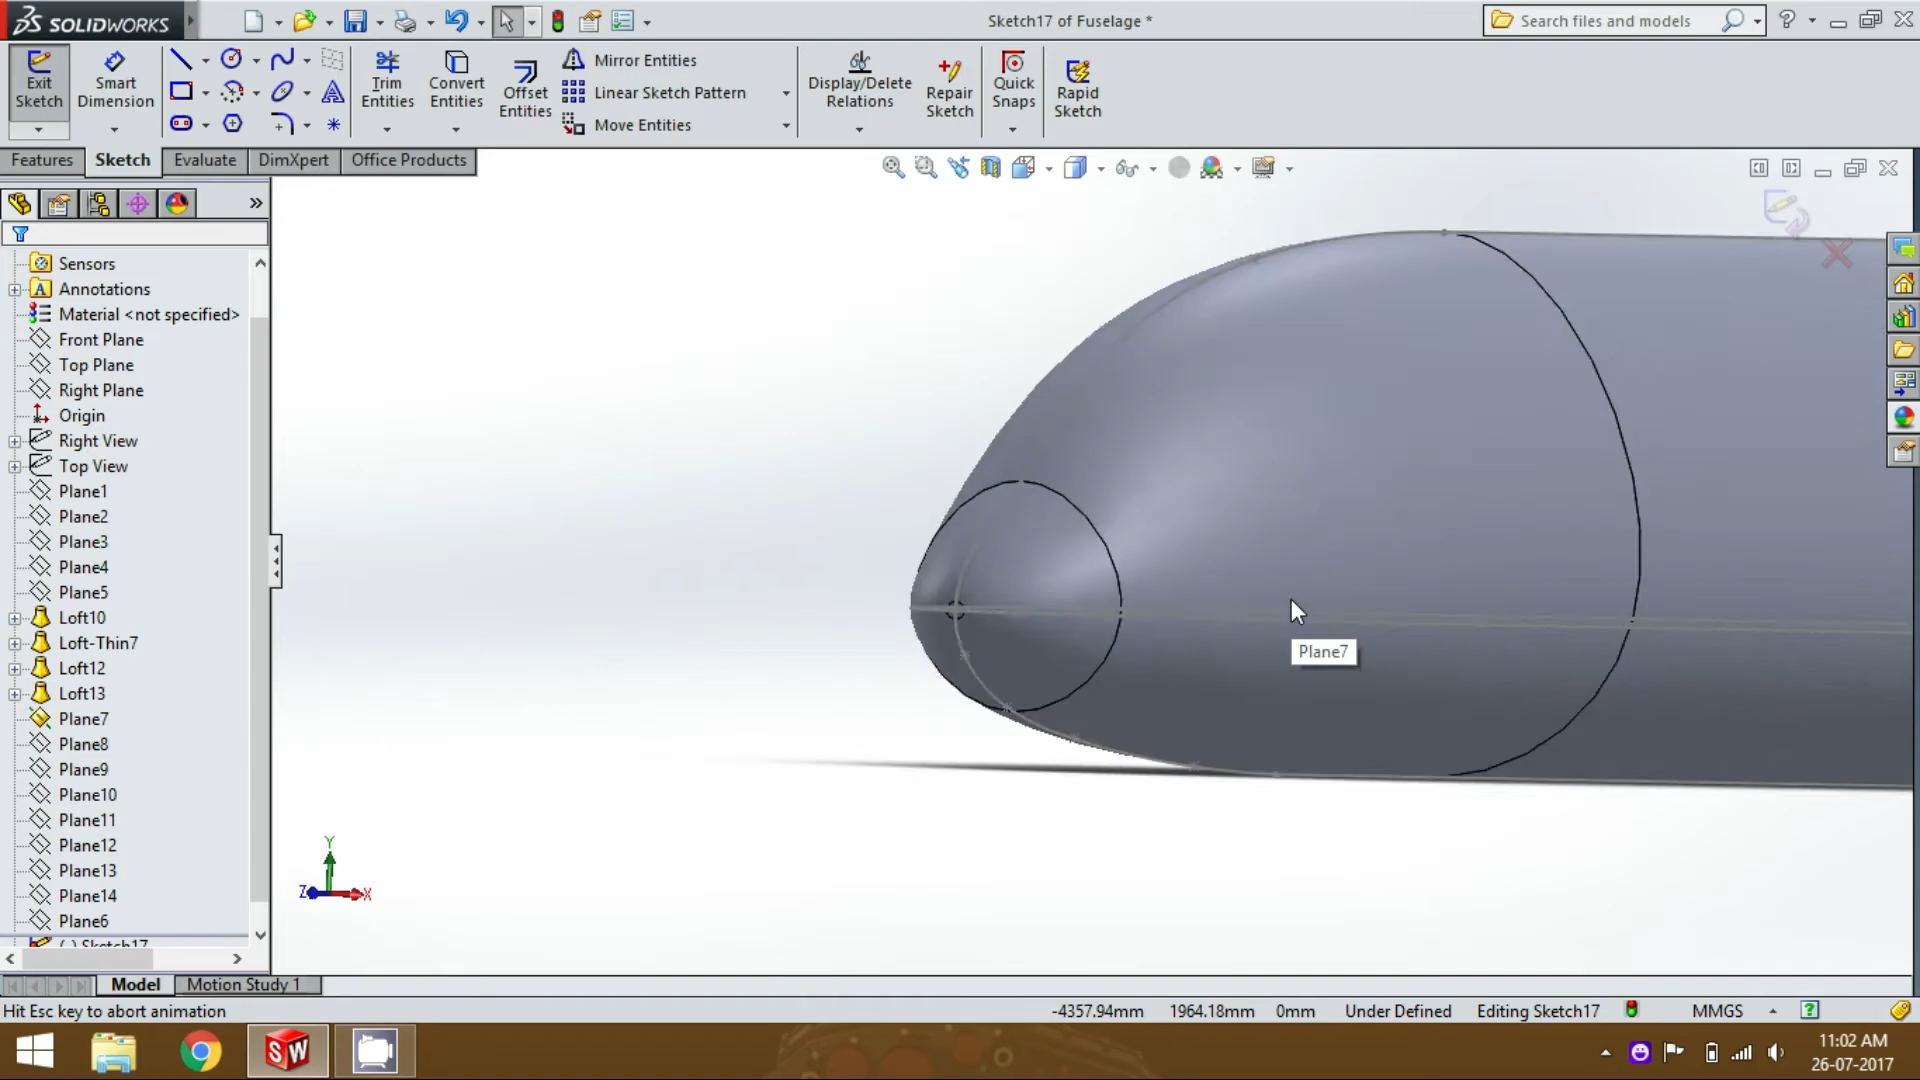 SOLIDWORKS
Sketch17 of Fuselage *
Search files and models
Exit Sketch
Smart Dimension
Trim Entities
Convert Entities
Offset Entities
Mirror Entities
Linear Sketch Pattern
Move Entities
Display/Delete Relations
Repair Sketch
Quick Snaps
Rapid Sketch
Features
Sketch
Evaluate
DimXpert
Office Products
Sensors
Annotations
Material <not specified>
Front Plane
Top Plane
Right Plane
Origin
Right View
Top View
Plane1
Plane2
Plane3
Plane4
Plane5
Loft10
Loft-Thin7
Loft12
Loft13
Plane7
Plane8
Plane9
Plane10
Plane11
Plane12
Plane13
Plane14
Plane6
(-) Sketch17
Plane7
Y
Z
X
Model
Motion Study 1
Hit Esc key to abort animation
-4357.94mm
1964.18mm
0mm
Under Defined
Editing Sketch17
MMGS
SW
11:02 AM
26-07-2017